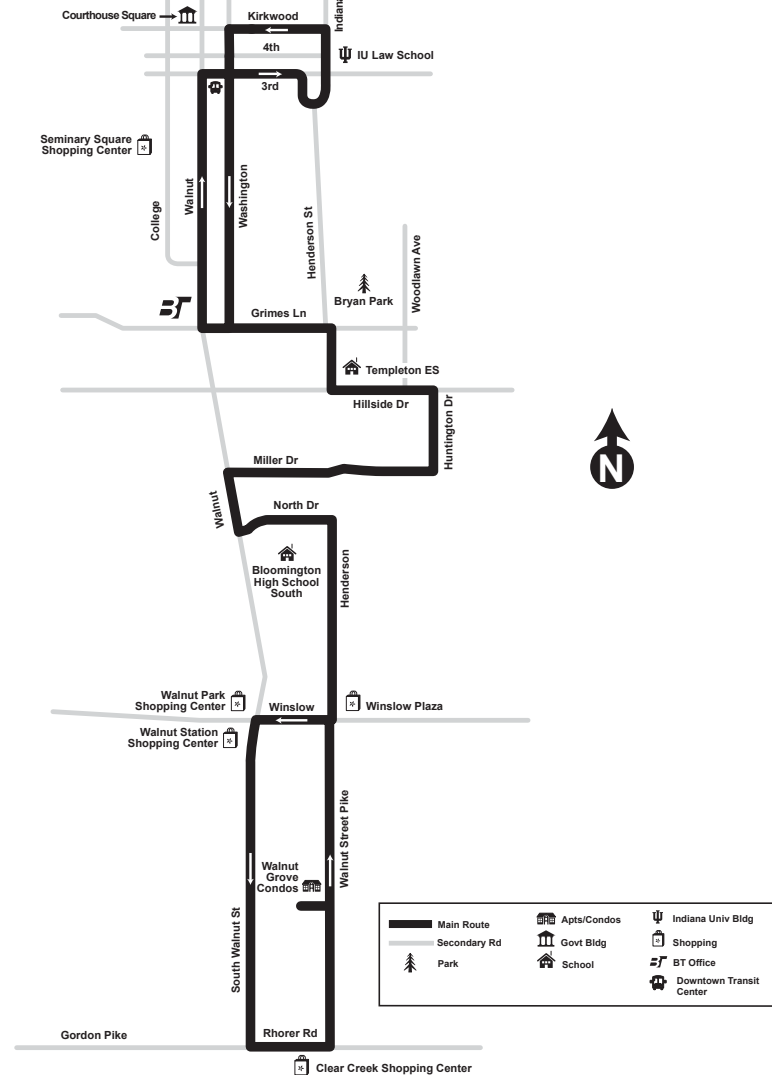 Courthouse Square
Kirkwood
Indiana
4th
IU Law School
3rd
Seminary Square
Shopping Center
College
Walnut
Washington
Henderson St
Woodlawn Ave
Bryan Park
BT
Grimes Ln
Templeton ES
Hillside Dr
Huntington Dr
N
Miller Dr
Walnut
North Dr
Bloomington
High School
South
Henderson
Walnut Park
Shopping Center
Winslow
Winslow Plaza
Walnut Station
Shopping Center
Walnut Street Pike
Walnut
Grove
Condos
South Walnut St
Main Route
Apts/Condos
Indiana Univ Bldg
Secondary Rd
Govt Bldg
Shopping
Park
School
BT Office
Downtown Transit
Center
Gordon Pike
Rhorer Rd
Clear Creek Shopping Center